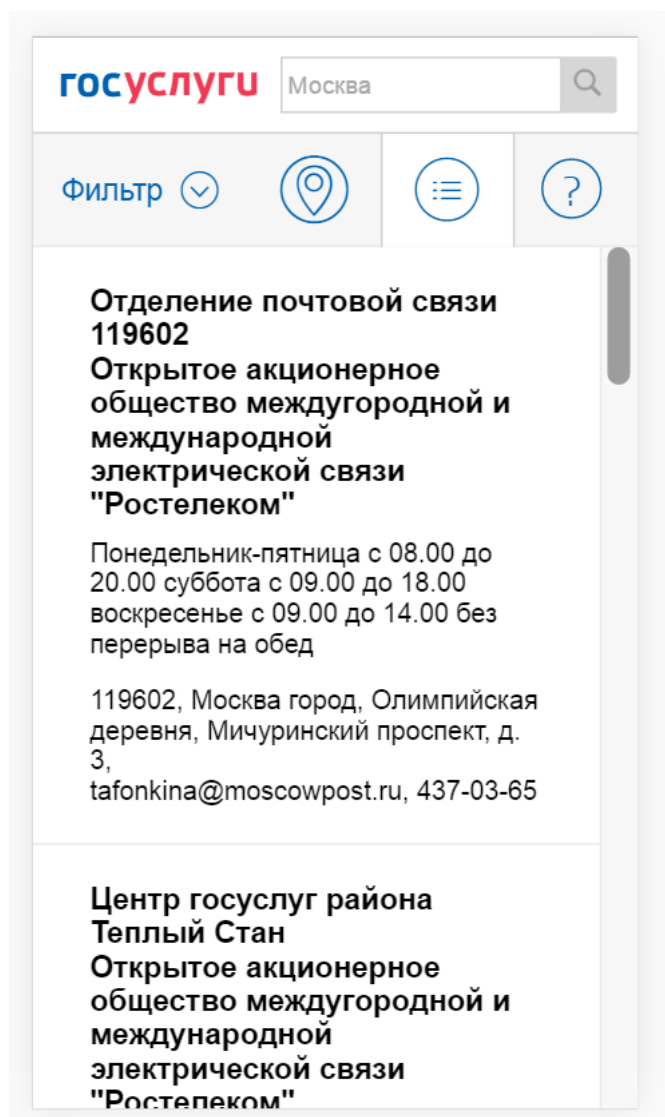 госуслуги
Москва
Фильтр
?
Отделение почтовой связи
119602
Открытое акционерное
общество междугородной и
международной
электрической связи
"Ростелеком"
Понедельник-пятница с 08.00 до
20.00 суббота с 09.00 до 18.00
воскресенье с 09.00 до 14.00 без
перерыва на обед
119602, Москва город, Олимпийская
деревня, Мичуринский проспект, д.
3,
tafonkina@moscowpost.ru, 437-03-65
Центр госуслуг района
Теплый Стан
Открытое акционерное
общество междугородной и
международной
электрической связи
"Ростелеком"